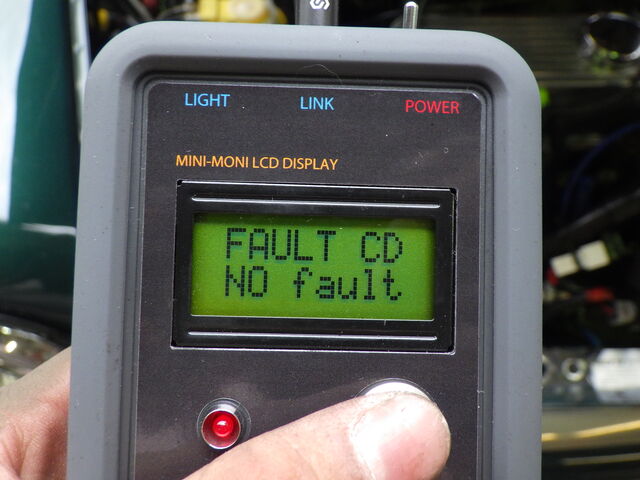 LIGHT LINK POWER
MINI-MONI LCD DISPLAY
FAULT CD
NO fault